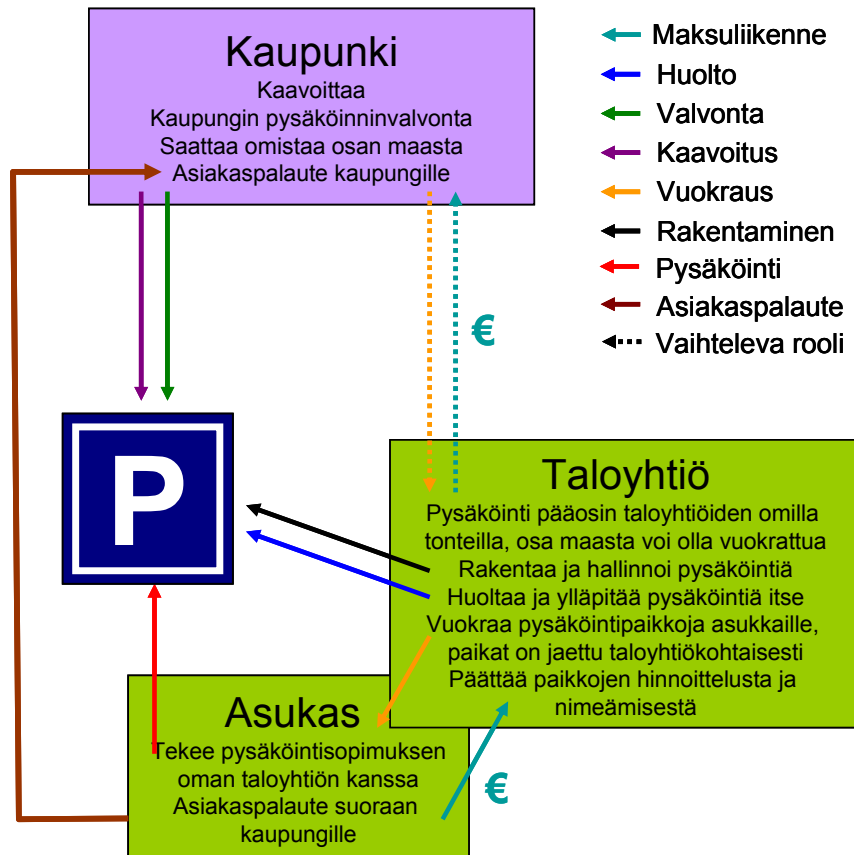 Kaupunki
Kaavoittaa
Kaupungin pysäköinninvalvonta
Saattaa omistaa osan maasta
Asiakaspalaute kaupungille
Maksuliikenne
Huolto
Valvonta
Kaavoitus
Vuokraus
Rakentaminen
Pysäköinti
Asiakaspalaute
Vaihteleva rooli
€
P
Taloyhtiö
Pysäköinti pääosin taloyhtiöiden omilla
tonteilla, osa maasta voi olla vuokrattua
Rakentaa ja hallinnoi pysäköintiä
Huoltaa ja ylläpitää pysäköintiä itse
Vuokraa pysäköintipaikkoja asukkaille,
paikat on jaettu taloyhtiökohtaisesti
Päättää paikkojen hinnoittelusta ja
nimeämisestä
Asukas
Tekee pysäköintisopimuksen
oman taloyhtiön kanssa
Asiakaspalaute suoraan
kaupungille
€